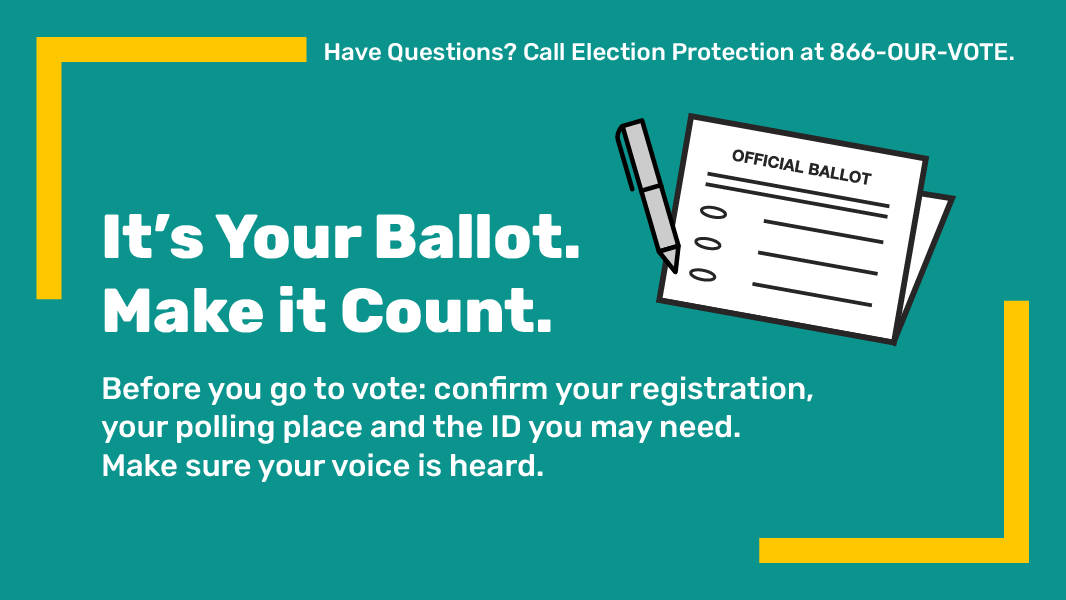 Have Questions? Call Election Protection at 866-OUR-VOTE.
OFFICIAL BALLOT
It’s Your Ballot.
Make it Count.
Before you go to vote: confirm your registration,
your polling place and the ID you may need.
Make sure your voice is heard.